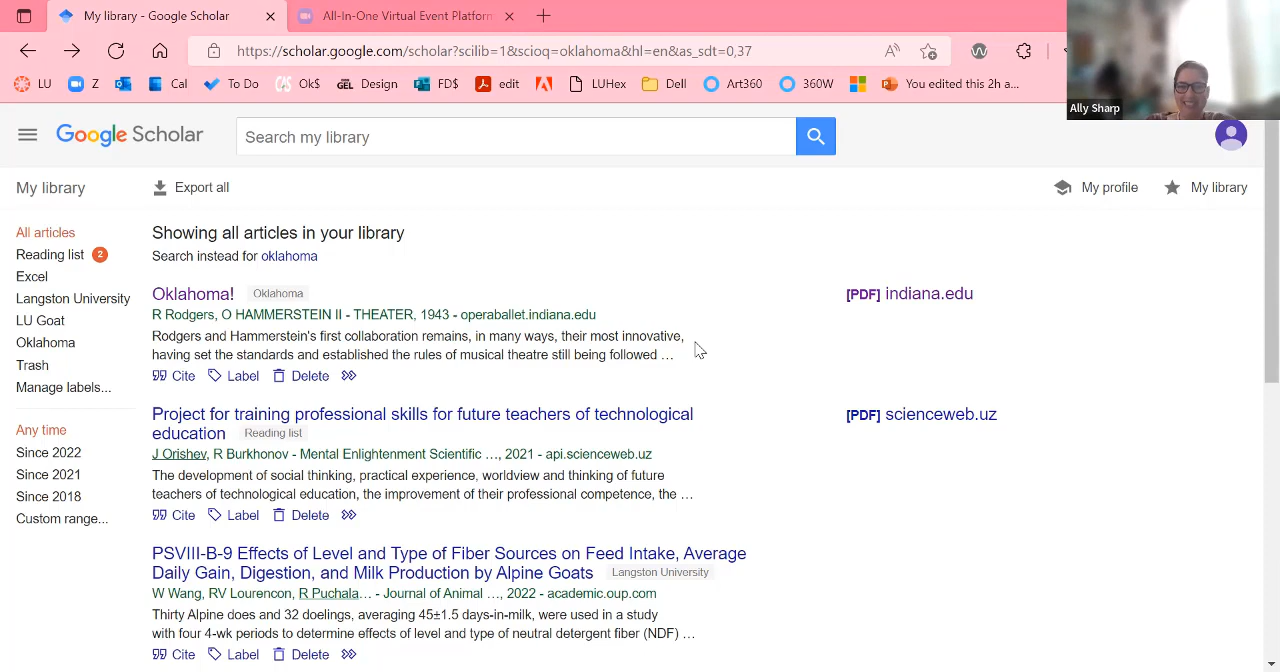 My library - Google Scholar
All-In-One Virtual Event Platform
https://scholar.google.com/scholar?scilib=1&scioq=oklahoma&hl=en&as_sdt=0,37
LU
Z
Cal
To Do
Ok$
GEL Design
FD$
edit
LUHex
Dell
Art360
360W
You edited this 2h a...
Ally Sharp
Google Scholar
Search my library
My library
Export all
My profile
My library
All articles
Reading list 2
Excel
Langston University
LU Goat
Oklahoma
Trash
Manage labels...
Any time
Since 2022
Since 2021
Since 2018
Custom range...
Showing all articles in your library
Search instead for oklahoma
Oklahoma! Oklahoma
[PDF] indiana.edu
R Rodgers, O HAMMERSTEIN II - THEATER, 1943 - operaballet.indiana.edu
Rodgers and Hammerstein's first collaboration remains, in many ways, their most innovative,
having set the standards and established the rules of musical theatre still being followed …
Cite Label Delete
Project for training professional skills for future teachers of technological
education Reading list
[PDF] scienceweb.uz
J Orishev, R Burkhonov - Mental Enlightenment Scientific …, 2021 - api.scienceweb.uz
The development of social thinking, practical experience, worldview and thinking of future
teachers of technological education, the improvement of their professional competence, the …
Cite Label Delete
PSVIII-B-9 Effects of Level and Type of Fiber Sources on Feed Intake, Average
Daily Gain, Digestion, and Milk Production by Alpine Goats Langston University
W Wang, RV Lourencon, R Puchala… - Journal of Animal …, 2022 - academic.oup.com
Thirty Alpine does and 32 doelings, averaging 45±1.5 days-in-milk, were used in a study
with four 4-wk periods to determine effects of level and type of neutral detergent fiber (NDF) …
Cite Label Delete